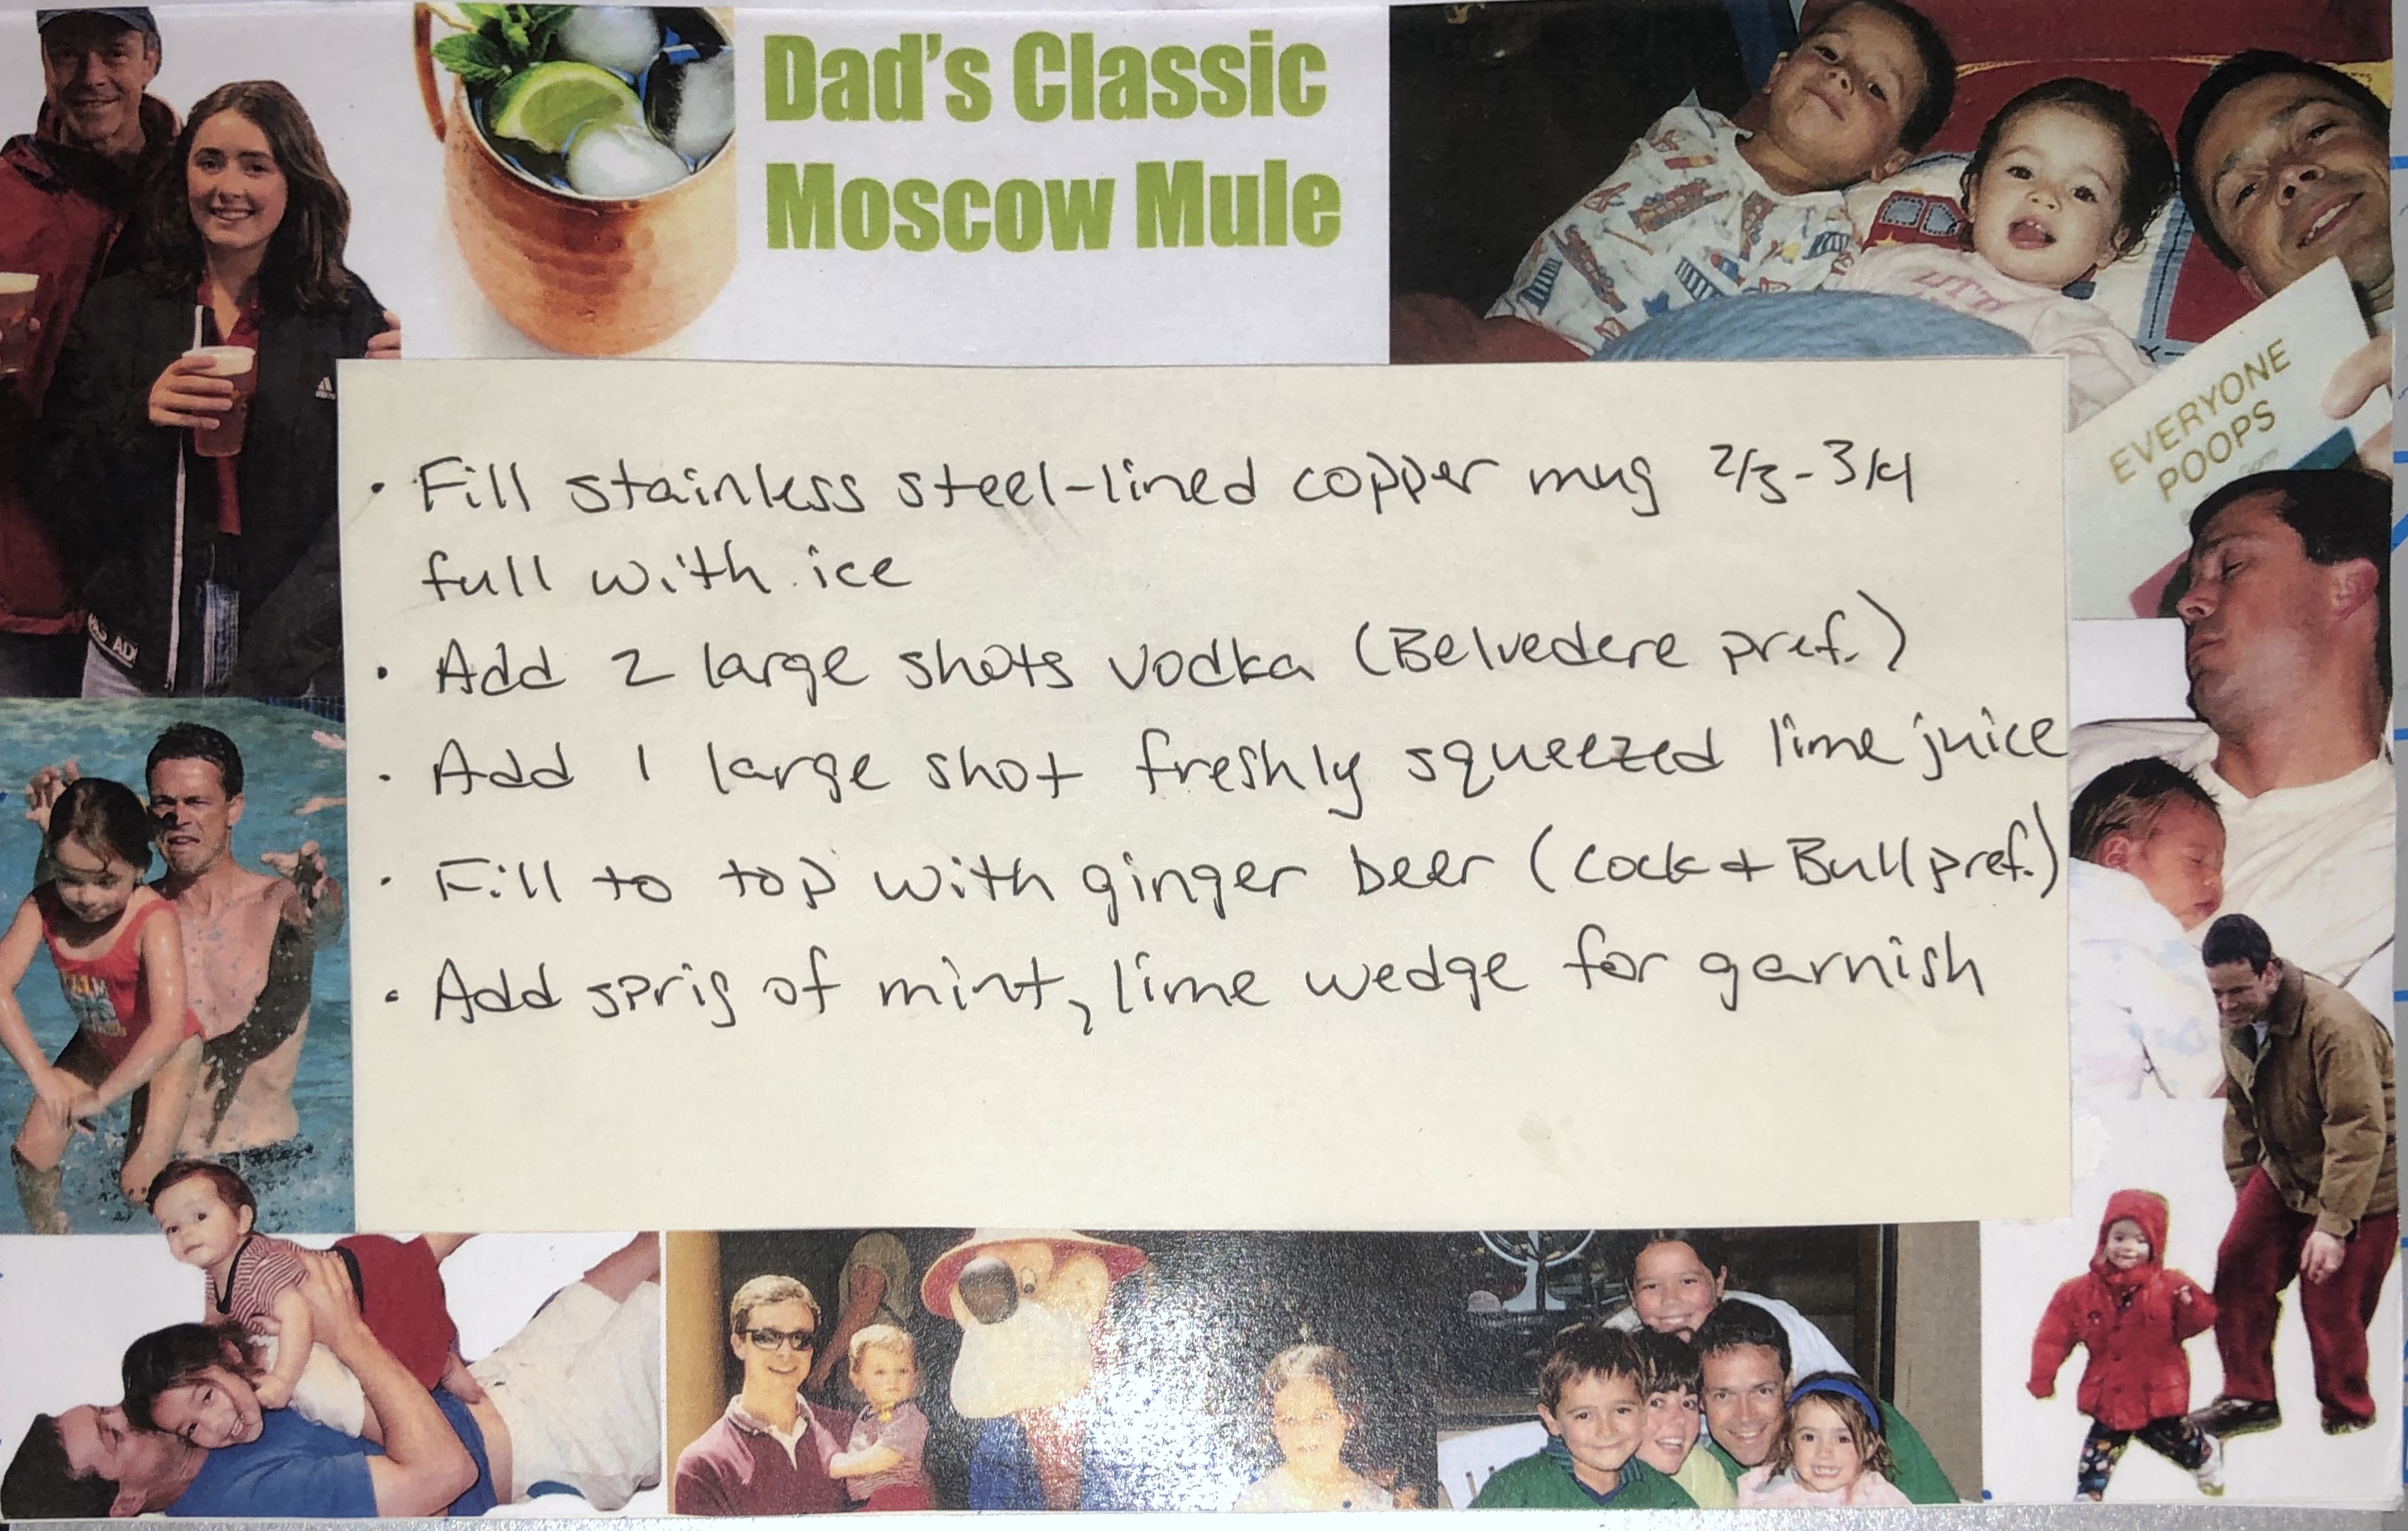 Dad's Classic
Moscow Mule
EVERYONE
POOPS
• Fill stainless steel-lined copper mug 2/3-3/4
full with ice
• Add 2 large shots vodka (Belvedere pref.)
• Add 1 large shot freshly squeezed lime juice
• Fill to top with ginger beer (Cock + Bull pref.)
• Add sprig of mint, lime wedge for garnish